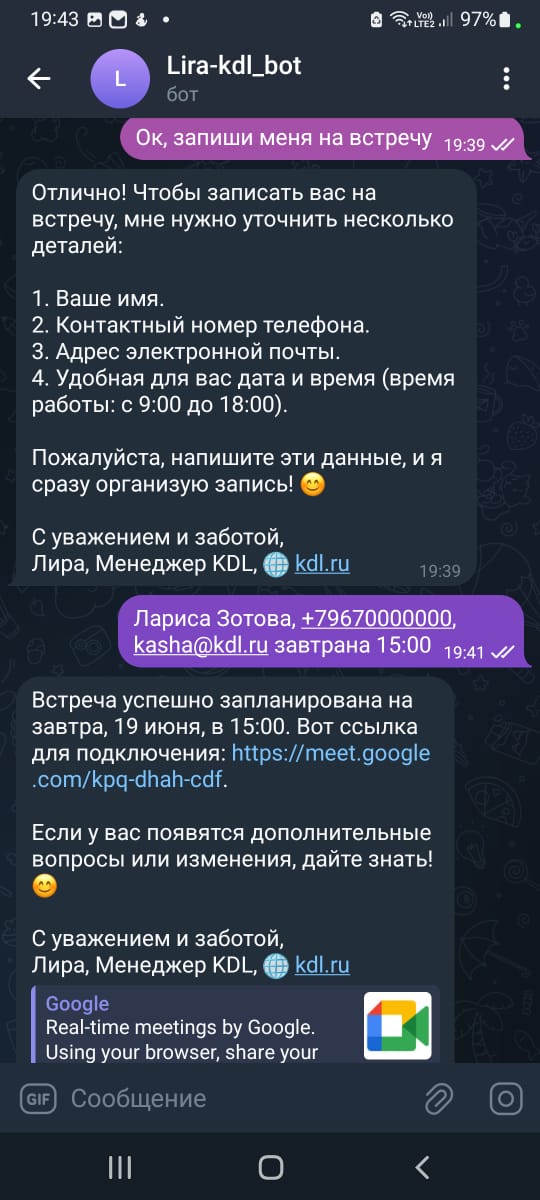 19:43
Vo))
LTE2
97%
L
Lira-kdl_bot
бот
Ок, запиши меня на встречу 19:39
Отлично! Чтобы записать вас на
встречу, мне нужно уточнить несколько
деталей:
1. Ваше имя.
2. Контактный номер телефона.
3. Адрес электронной почты.
4. Удобная для вас дата и время (время
работы: с 9:00 до 18:00).
Пожалуйста, напишите эти данные, и я
сразу организую запись! 😊
С уважением и заботой,
Лира, Менеджер KDL, 🌐 kdl.ru 19:39
Лариса Зотова, +79670000000,
kasha@kdl.ru завтрана 15:00 19:41
Встреча успешно запланирована на
завтра, 19 июня, в 15:00. Вот ссылка
для подключения: https://meet.google
.com/kpq-dhah-cdf.
Если у вас появятся дополнительные
вопросы или изменения, дайте знать!
😊
С уважением и заботой,
Лира, Менеджер KDL, 🌐 kdl.ru
Google
Real-time meetings by Google.
Using your browser, share your
GIF Сообщение